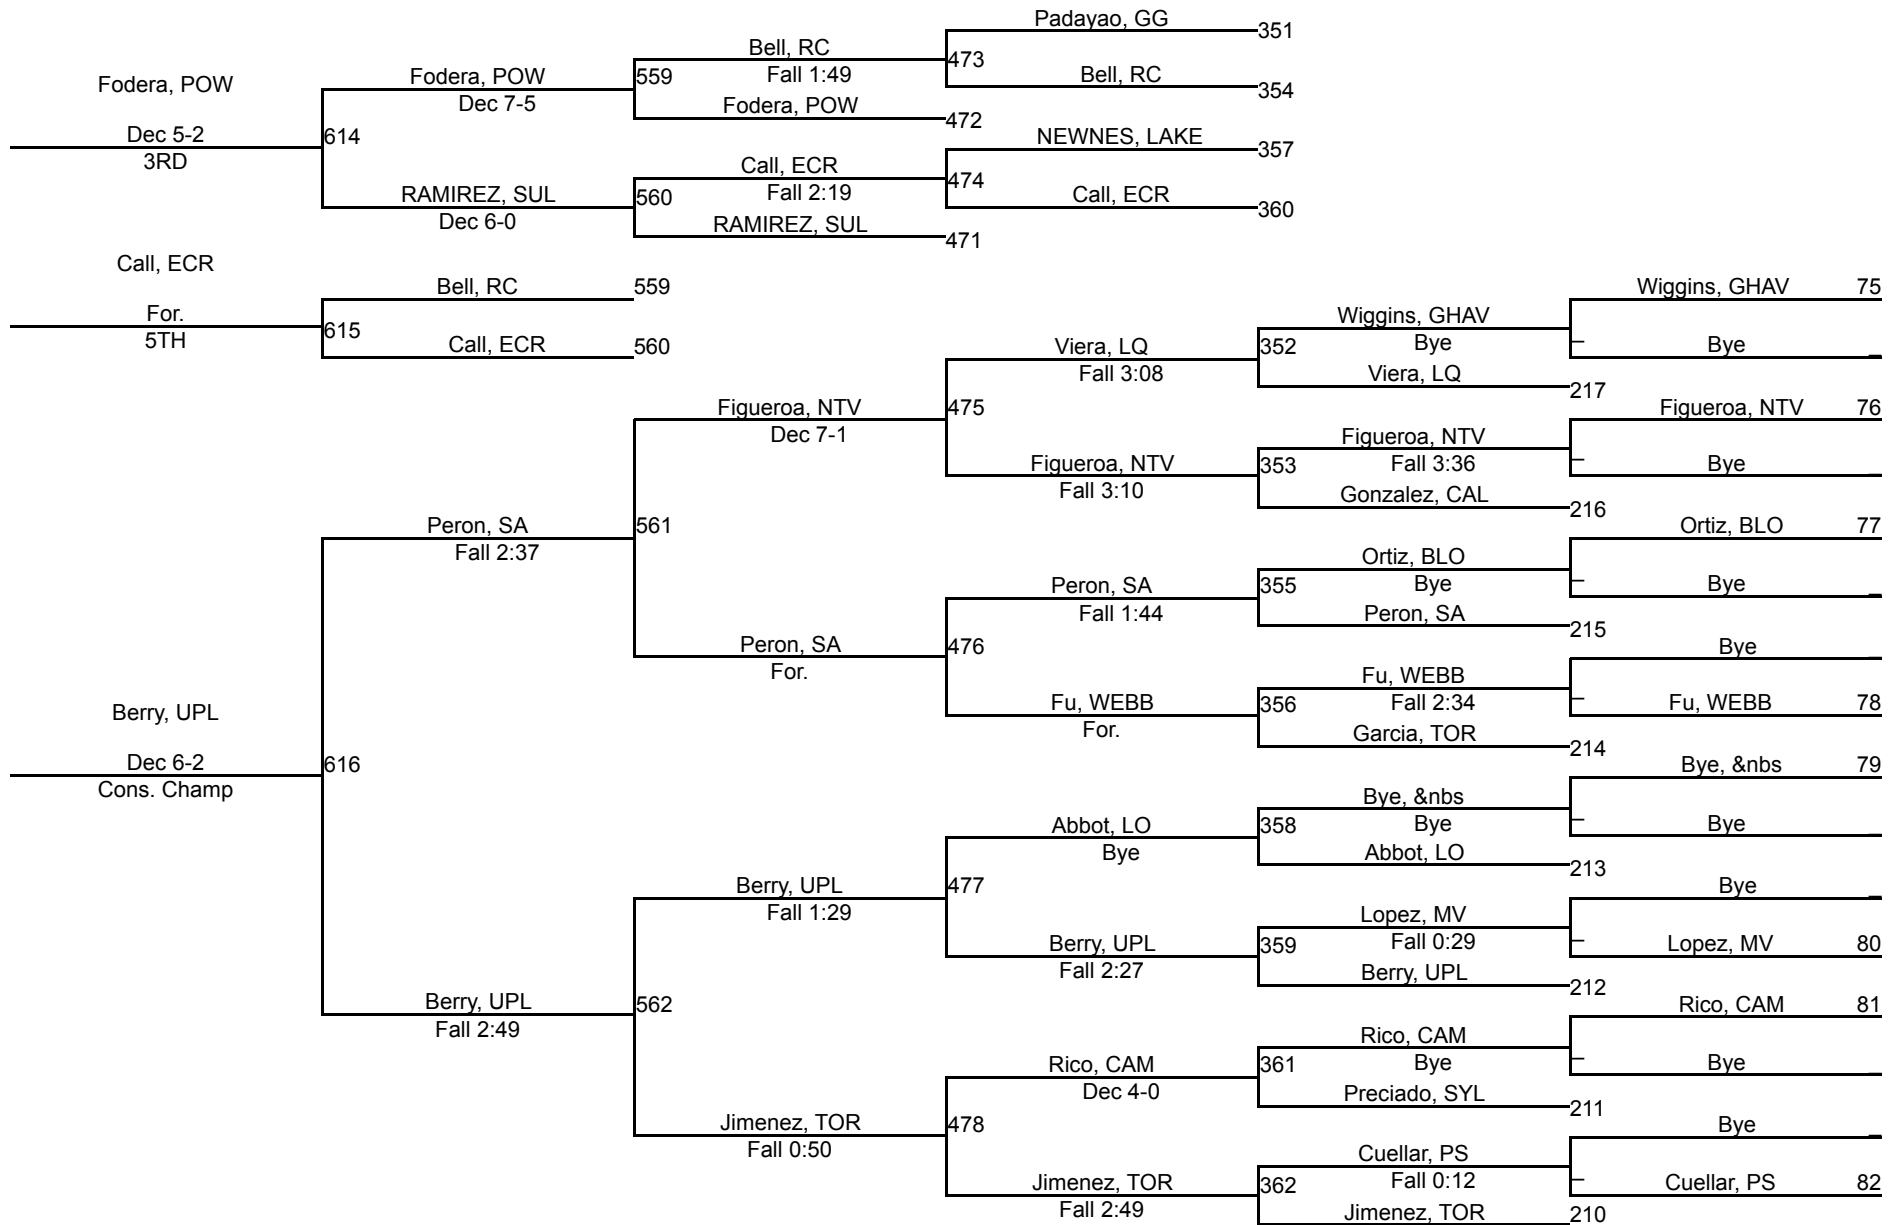 Padayao, GG
351
Bell, RC
473
Fodera, POW
Fodera, POW
559
Fall 1:49
Bell, RC
354
Dec 7-5
Fodera, POW
472
Dec 5-2
614
NEWNES, LAKE
357
3RD
Call, ECR
474
RAMIREZ, SUL
560
Fall 2:19
Call, ECR
360
Dec 6-0
RAMIREZ, SUL
471
Call, ECR
Bell, RC
559
Wiggins, GHAV
75
For.
615
Wiggins, GHAV
5TH
Call, ECR
560
Viera, LQ
352
Bye
_
Bye
_
Fall 3:08
Viera, LQ
217
Figueroa, NTV
475
Figueroa, NTV
76
Dec 7-1
Figueroa, NTV
Figueroa, NTV
353
Fall 3:36
_
Bye
_
Fall 3:10
Gonzalez, CAL
216
Peron, SA
561
Ortiz, BLO
77
Fall 2:37
Ortiz, BLO
Peron, SA
355
Bye
_
Bye
_
Fall 1:44
Peron, SA
215
Peron, SA
476
Bye
_
For.
Fu, WEBB
Fu, WEBB
356
Fall 2:34
_
Fu, WEBB
78
Berry, UPL
For.
Garcia, TOR
214
Dec 6-2
616
Bye, &nbs
79
Cons. Champ
Bye, &nbs
Abbot, LO
358
Bye
_
Bye
_
Bye
Abbot, LO
213
Berry, UPL
477
Bye
_
Fall 1:29
Lopez, MV
Berry, UPL
359
Fall 0:29
_
Lopez, MV
80
Fall 2:27
Berry, UPL
212
Berry, UPL
562
Rico, CAM
81
Fall 2:49
Rico, CAM
Rico, CAM
361
Bye
_
Bye
_
Dec 4-0
Preciado, SYL
211
Jimenez, TOR
478
Bye
_
Fall 0:50
Cuellar, PS
Jimenez, TOR
362
Fall 0:12
_
Cuellar, PS
82
Fall 2:49
Jimenez, TOR
210